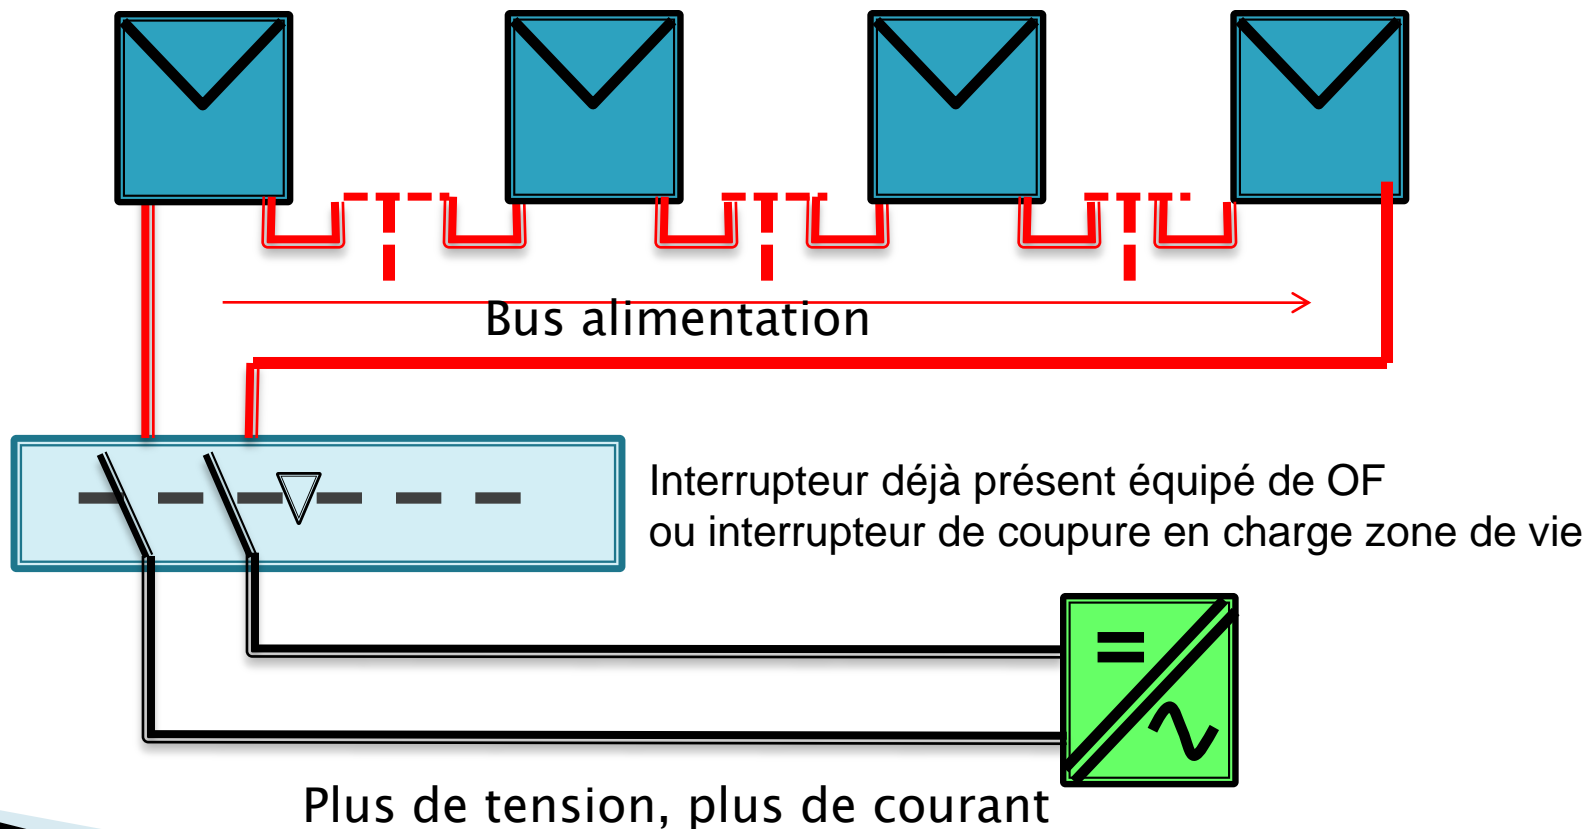 Bus alimentation
Interrupteur déjà présent équipé de OF
ou interrupteur de coupure en charge zone de vie
Plus de tension, plus de courant